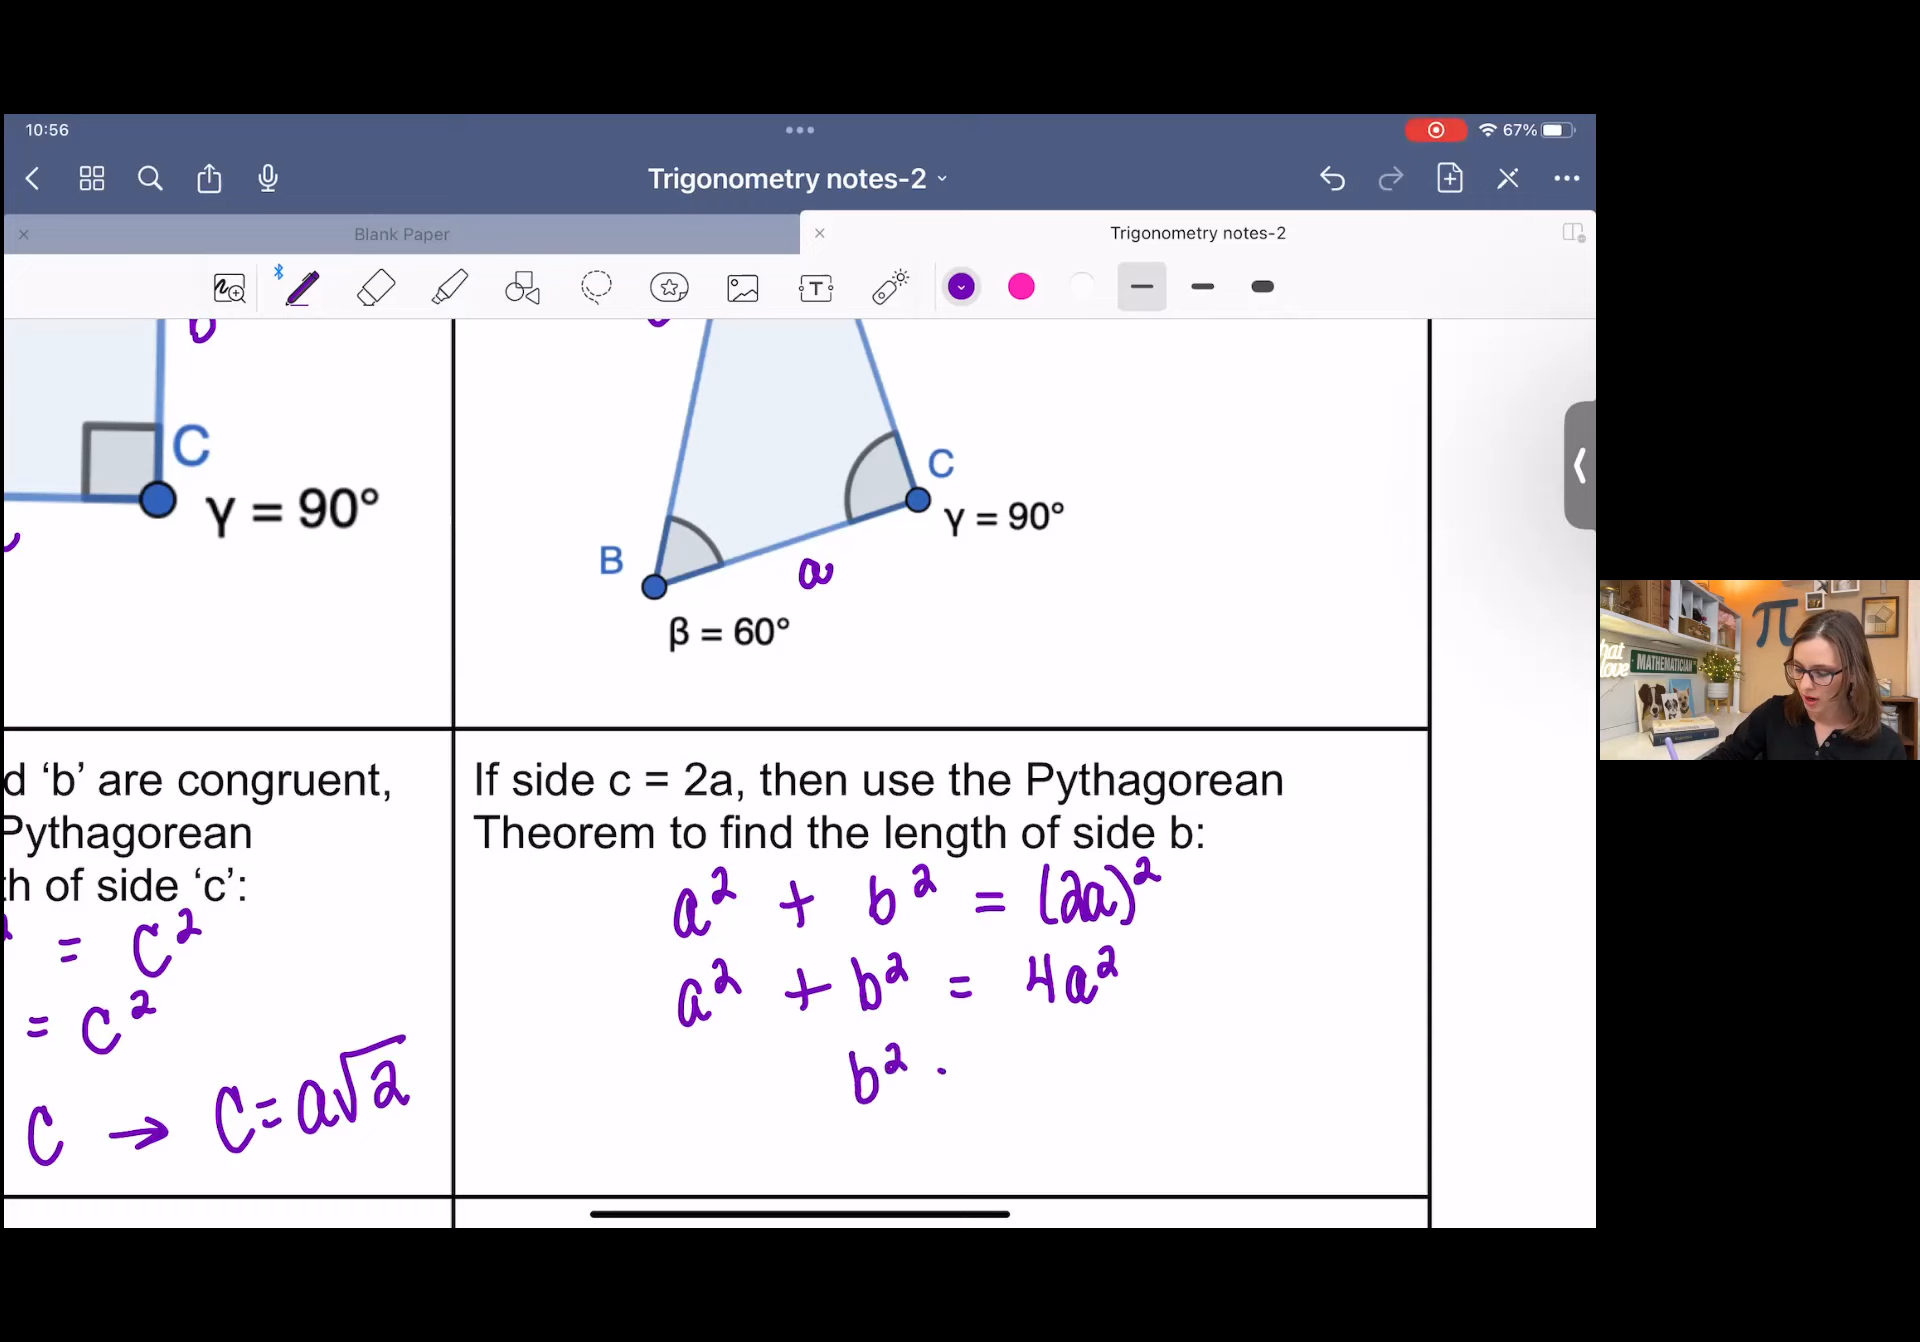 10:56
67%
Trigonometry notes-2
Blank Paper
Trigonometry notes-2
T
b
C
γ = 90°
C
γ = 90°
B
a
β = 60°
d ‘b’ are congruent,
Pythagorean
th of side ‘c’:
= c²
= c²
c → c = a√2
If side c = 2a, then use the Pythagorean
Theorem to find the length of side b:
a² + b² = (2a)²
a² + b² = 4a²
b²
π
MATHEMATICIAN